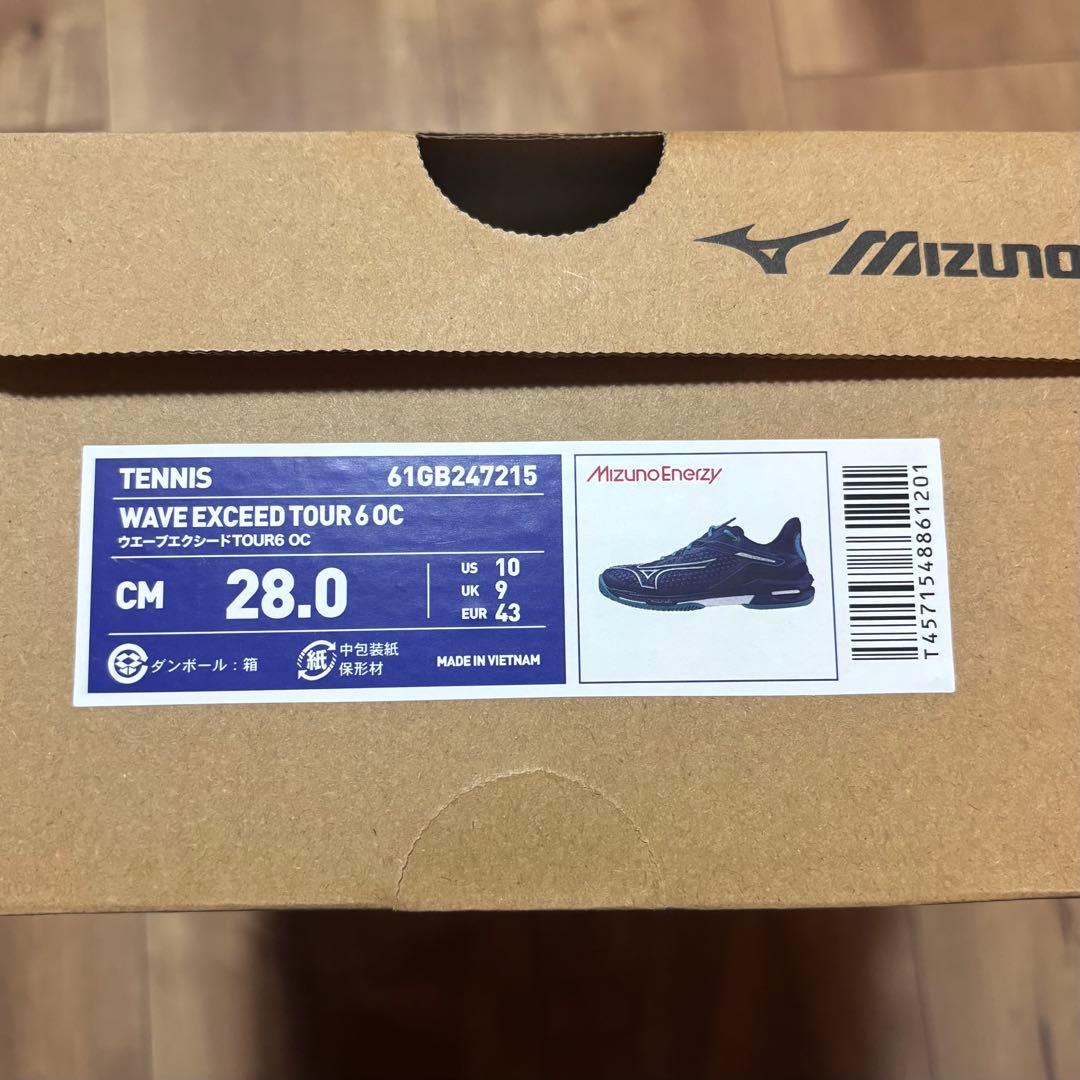 MIZUNO
TENNIS 61GB247215
WAVE EXCEED TOUR 6 OC
ウエーブエクシードTOUR6 OC
CM 28.0
US 10
UK 9
EUR 43
ダンボール：箱
紙 中包装紙
保形材
MADE IN VIETNAM
MizunoEnerzy
T4571548861201